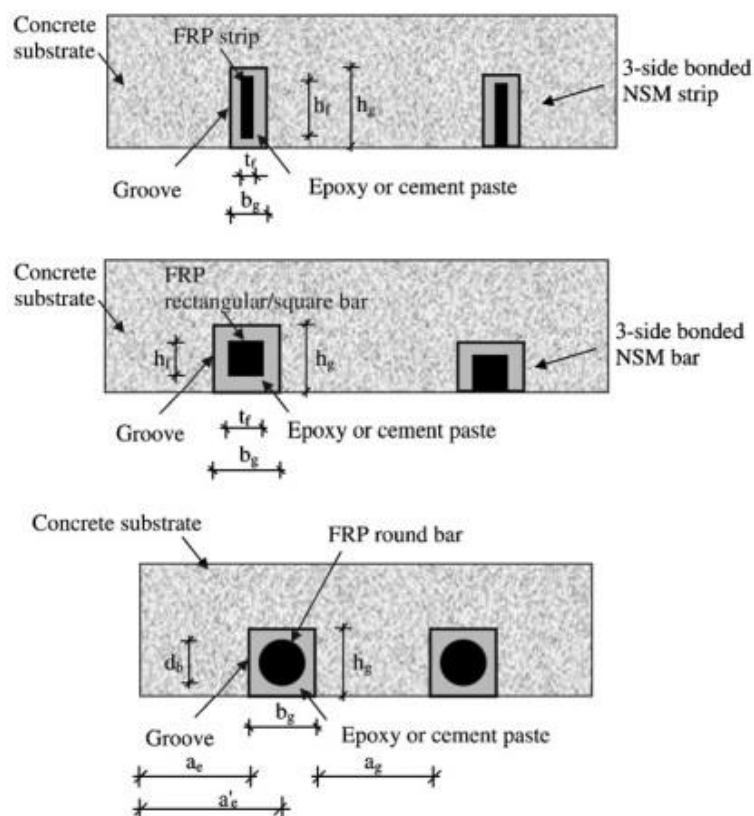 Concrete
substrate
FRP strip
h_f
h_g
3-side bonded
NSM strip
t_f
Groove
Epoxy or cement paste
b_g
Concrete
substrate
FRP
rectangular/square bar
h_f
h_g
3-side bonded
NSM bar
t_f
Groove
Epoxy or cement paste
b_g
Concrete substrate
FRP round bar
d_b
h_g
b_g
Groove
Epoxy or cement paste
a_e
a_g
a'_e